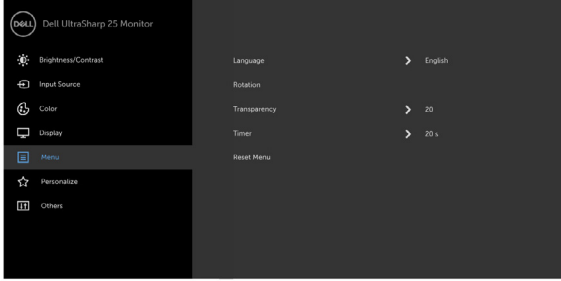 DELL Dell UltraSharp 25 Monitor
Brightness/Contrast
Input Source
Color
Display
Menu
Personalize
Others
Language English
Rotation
Transparency 20
Timer 20 s
Reset Menu